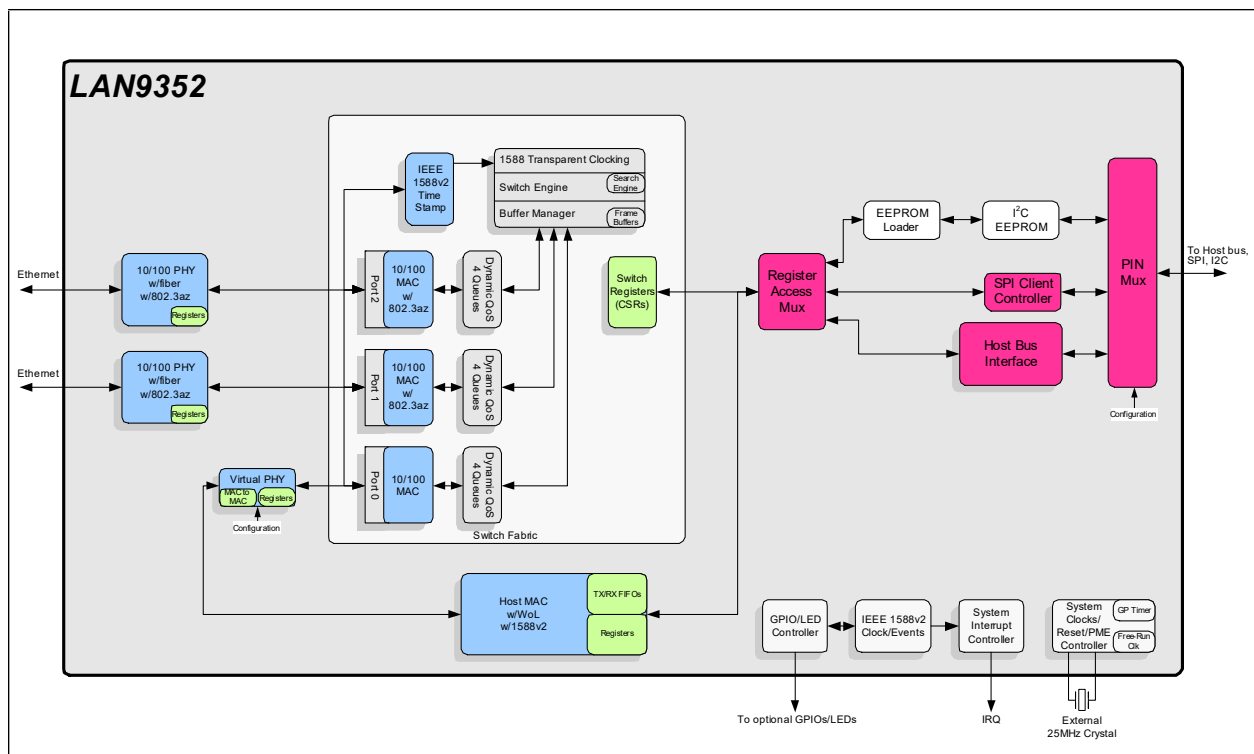 LAN9352
IEEE
1588v2
Time
Stamp
1588 Transparent Clocking
Switch Engine
Search
Engine
Buffer Manager
Frame
Buffers
Ethernet
10/100 PHY
w/fiber
w/802.3az
Registers
Port 2
10/100
MAC
w/
802.3az
Dynamic QoS
4 Queues
Switch
Registers
(CSRs)
Register
Access
Mux
EEPROM
Loader
I2C
EEPROM
SPI Client
Controller
Host Bus
Interface
PIN
Mux
To Host bus,
SPI, I2C
Configuration
Ethernet
10/100 PHY
w/fiber
w/802.3az
Registers
Port 1
10/100
MAC
w/
802.3az
Dynamic QoS
4 Queues
Virtual PHY
MAC to
MAC
Registers
Configuration
Port 0
10/100
MAC
Dynamic QoS
4 Queues
Switch Fabric
Host MAC
w/WoL
w/1588v2
TX/RX FIFOs
Registers
GPIO/LED
Controller
IEEE 1588v2
Clock/Events
System
Interrupt
Controller
System
Clocks/
Reset/PME
Controller
GP Timer
Free-Run
Clk
To optional GPIOs/LEDs
IRQ
External
25MHz Crystal